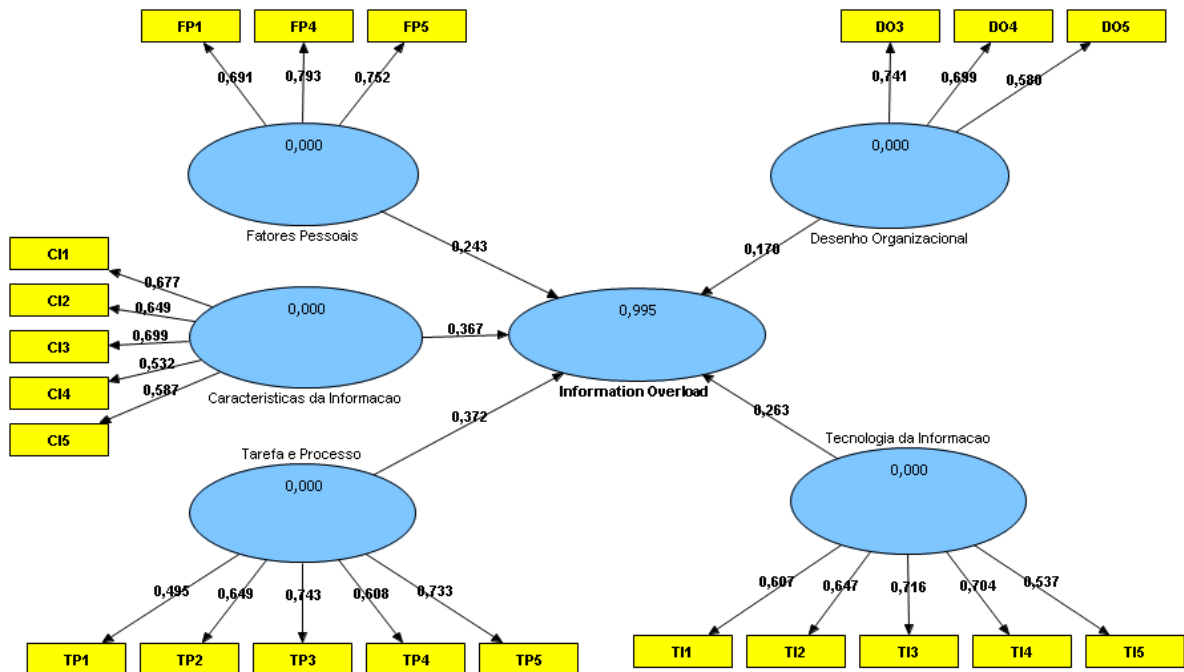 FP1
FP4
FP5
DO3
DO4
DO5
0,691
0,793
0,752
0,741
0,699
0,580
0,000
0,000
Fatores Pessoais
Desenho Organizacional
0,243
0,170
CI1
CI2
CI3
CI4
CI5
0,677
0,649
0,699
0,532
0,587
0,000
Caracteristicas da Informacao
0,367
0,995
Information Overload
0,372
0,263
Tarefa e Processo
0,000
Tecnologia da Informacao
0,000
0,495
0,649
0,743
0,608
0,733
0,607
0,647
0,716
0,704
0,537
TP1
TP2
TP3
TP4
TP5
TI1
TI2
TI3
TI4
TI5